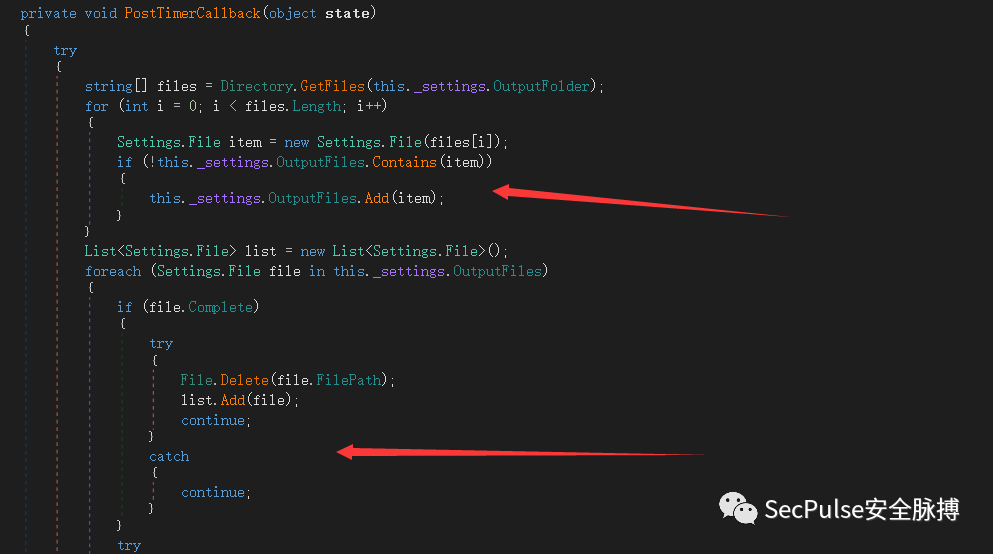 private void PostTimerCallback(object state)
{
try
{
string[] files = Directory.GetFiles(this._settings.OutputFolder);
for (int i = 0; i < files.Length; i++)
{
Settings.File item = new Settings.File(files[i]);
if (!this._settings.OutputFiles.Contains(item))
{
this._settings.OutputFiles.Add(item);
}
}
List<Settings.File> list = new List<Settings.File>();
foreach (Settings.File file in this._settings.OutputFiles)
{
if (file.Complete)
{
try
{
File.Delete(file.FilePath);
list.Add(file);
continue;
}
catch
{
continue;
}
}
try
SecPulse安全脉搏